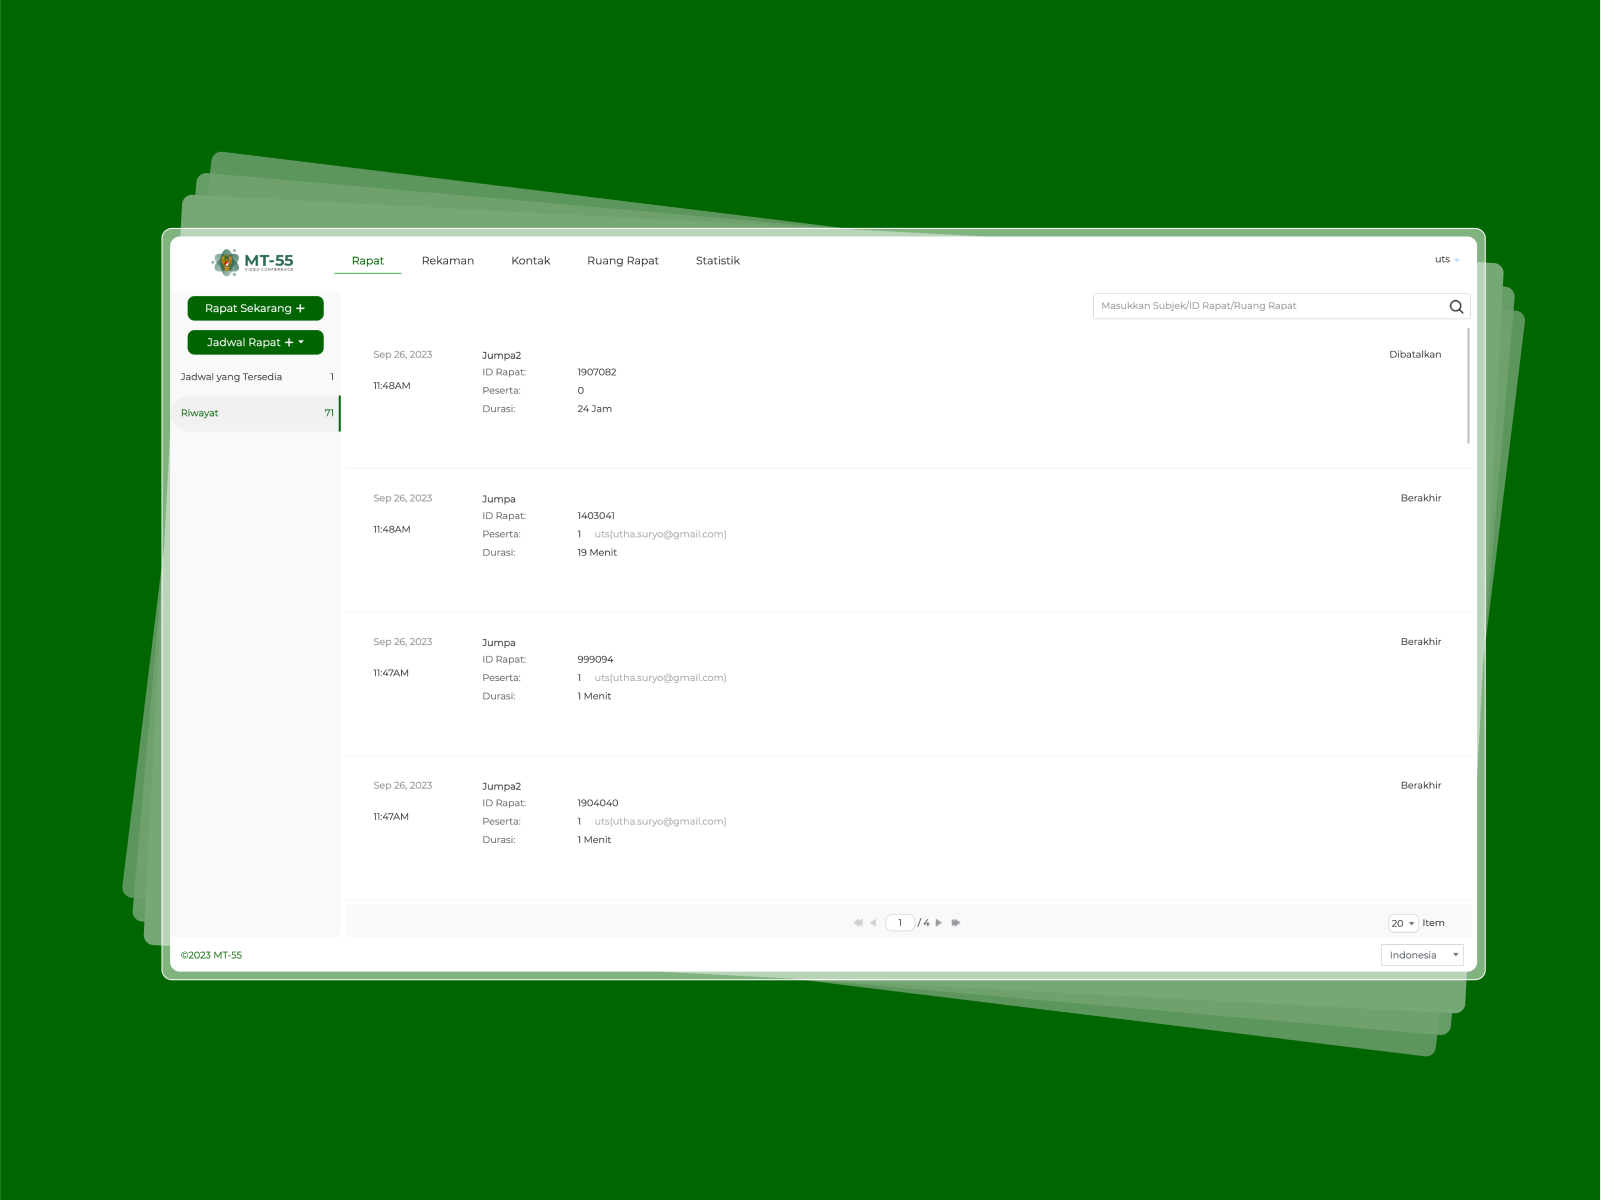 MT-55
VIDEO CONFERENCE
Rapat
Rekaman
Kontak
Ruang Rapat
Statistik
uts
Rapat Sekarang +
Jadwal Rapat +
Jadwal yang Tersedia 1
Riwayat 71
Masukkan Subjek/ID Rapat/Ruang Rapat
Sep 26, 2023
11:48AM
Jumpa2
ID Rapat: 1907082
Peserta: 0
Durasi: 24 Jam
Dibatalkan
Sep 26, 2023
11:48AM
Jumpa
ID Rapat: 1403041
Peserta: 1 uts(utha.suryo@gmail.com)
Durasi: 19 Menit
Berakhir
Sep 26, 2023
11:47AM
Jumpa
ID Rapat: 999094
Peserta: 1 uts(utha.suryo@gmail.com)
Durasi: 1 Menit
Berakhir
Sep 26, 2023
11:47AM
Jumpa2
ID Rapat: 1904040
Peserta: 1 uts(utha.suryo@gmail.com)
Durasi: 1 Menit
Berakhir
1 / 4
20 Item
©2023 MT-55
Indonesia